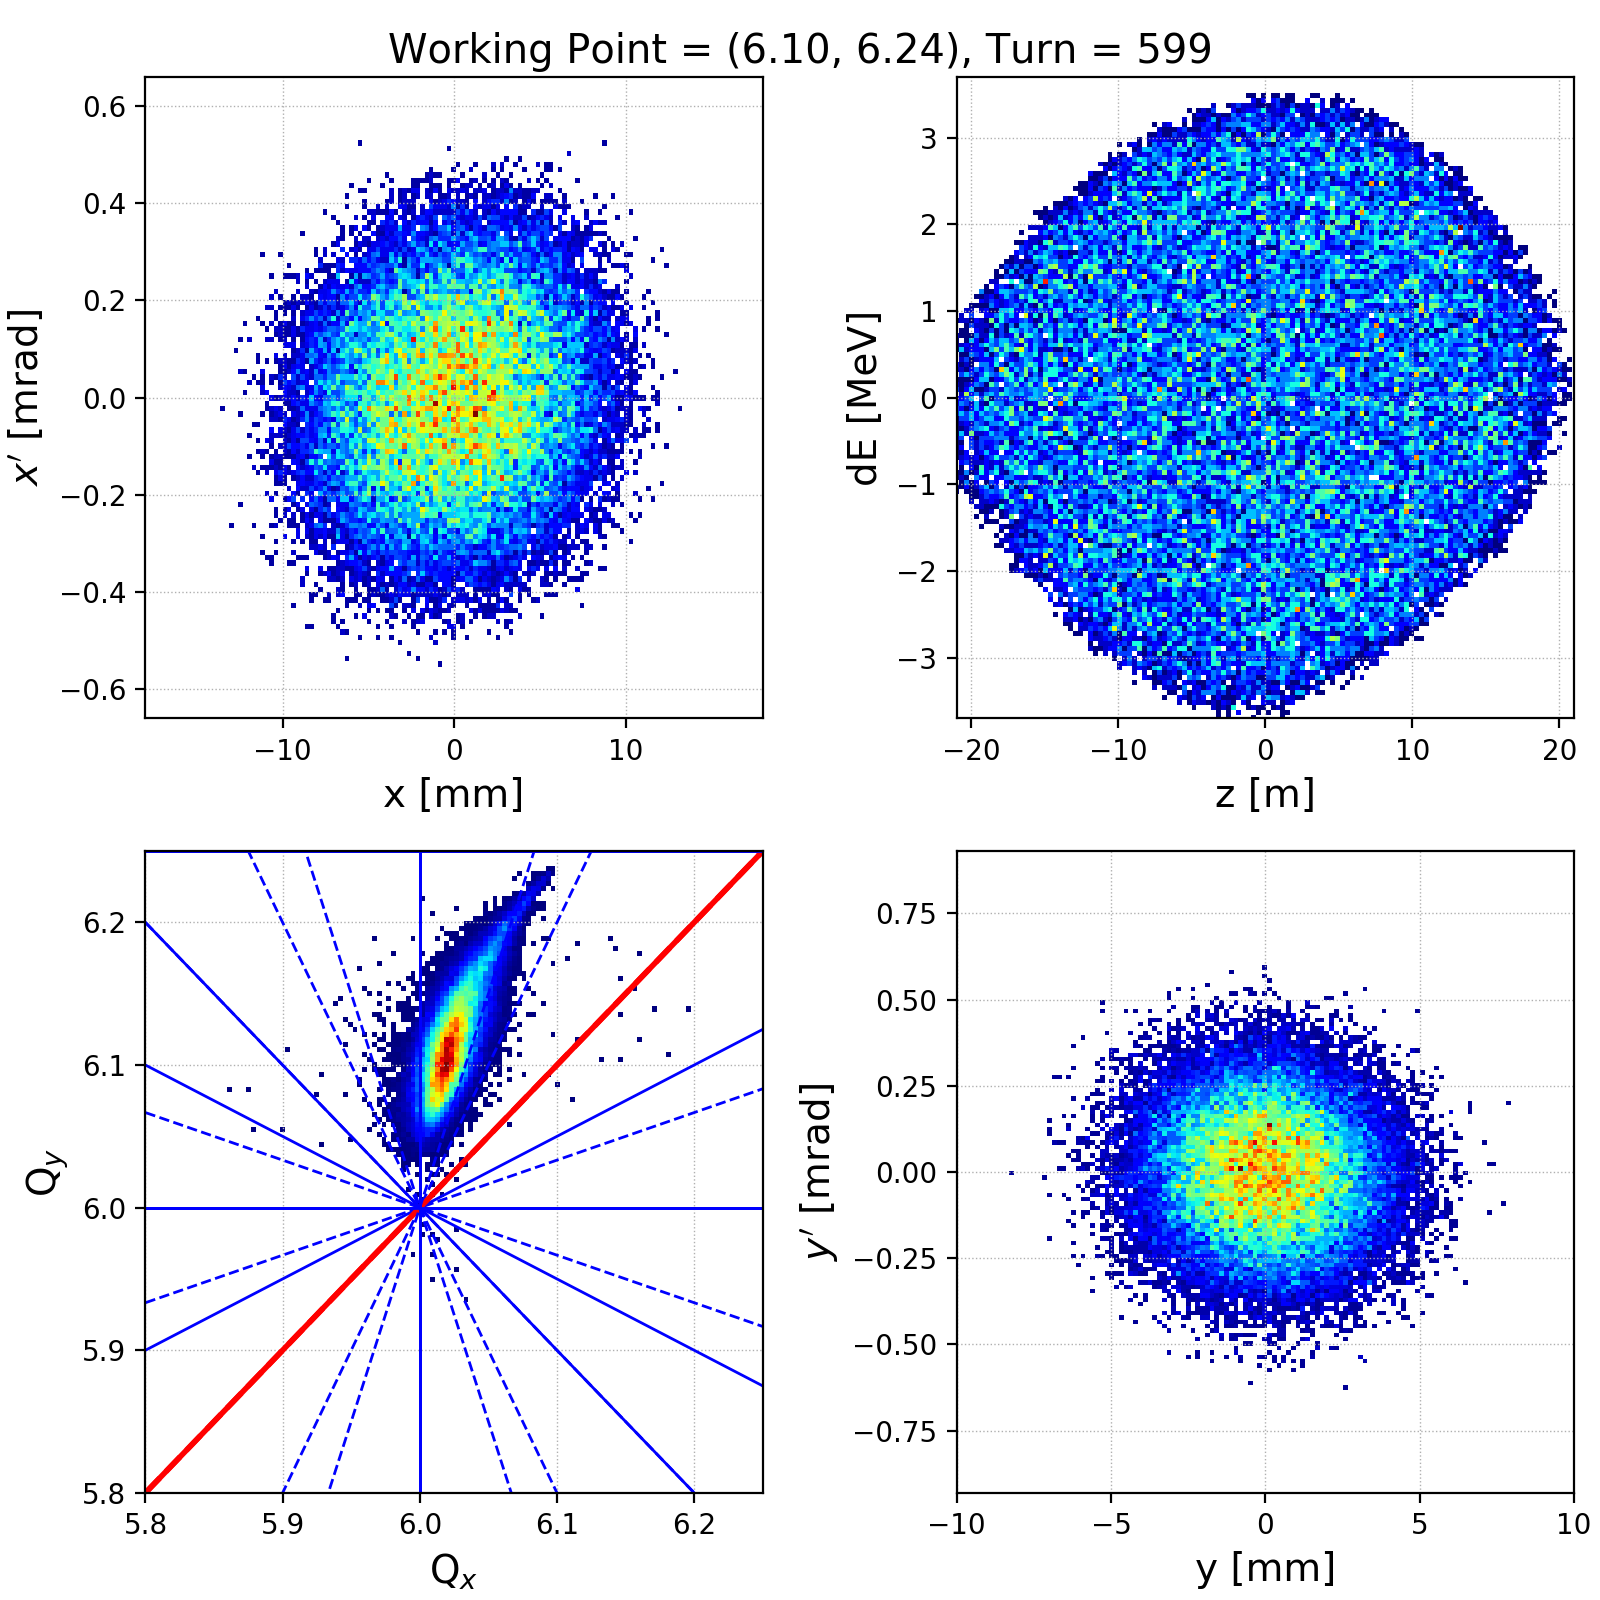 Working Point = (6.10, 6.24), Turn = 599
0.6
0.4
0.2
0.0
−0.2
−0.4
−0.6
x′ [mrad]
−10 0 10
x [mm]
3
2
1
0
−1
−2
−3
dE [MeV]
−20 −10 0 10 20
z [m]
6.2
6.1
6.0
5.9
5.8
Qy
5.8 5.9 6.0 6.1 6.2
Qx
0.75
0.50
0.25
0.00
−0.25
−0.50
−0.75
y′ [mrad]
−10 −5 0 5 10
y [mm]